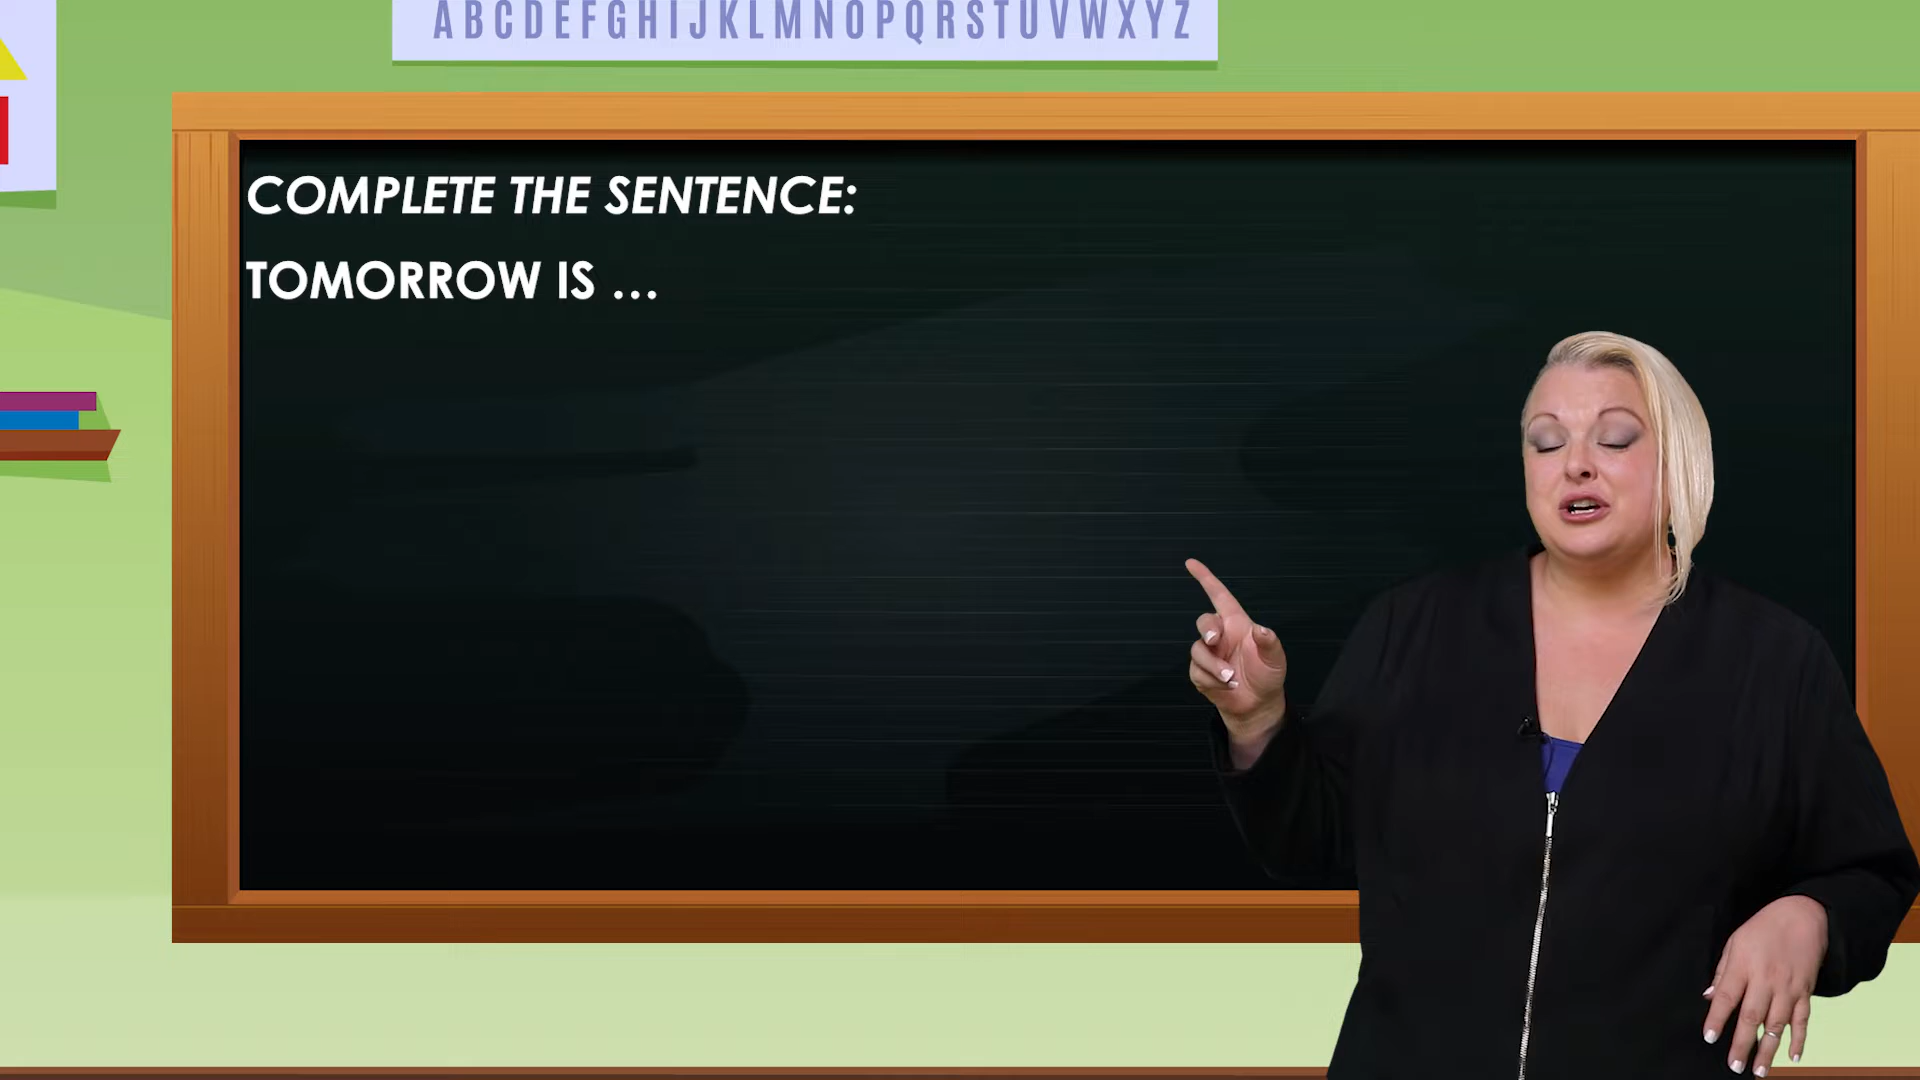 ABCDEFGHIJKLMNOPQRSTUVWXYZ
COMPLETE THE SENTENCE:
TOMORROW IS ...